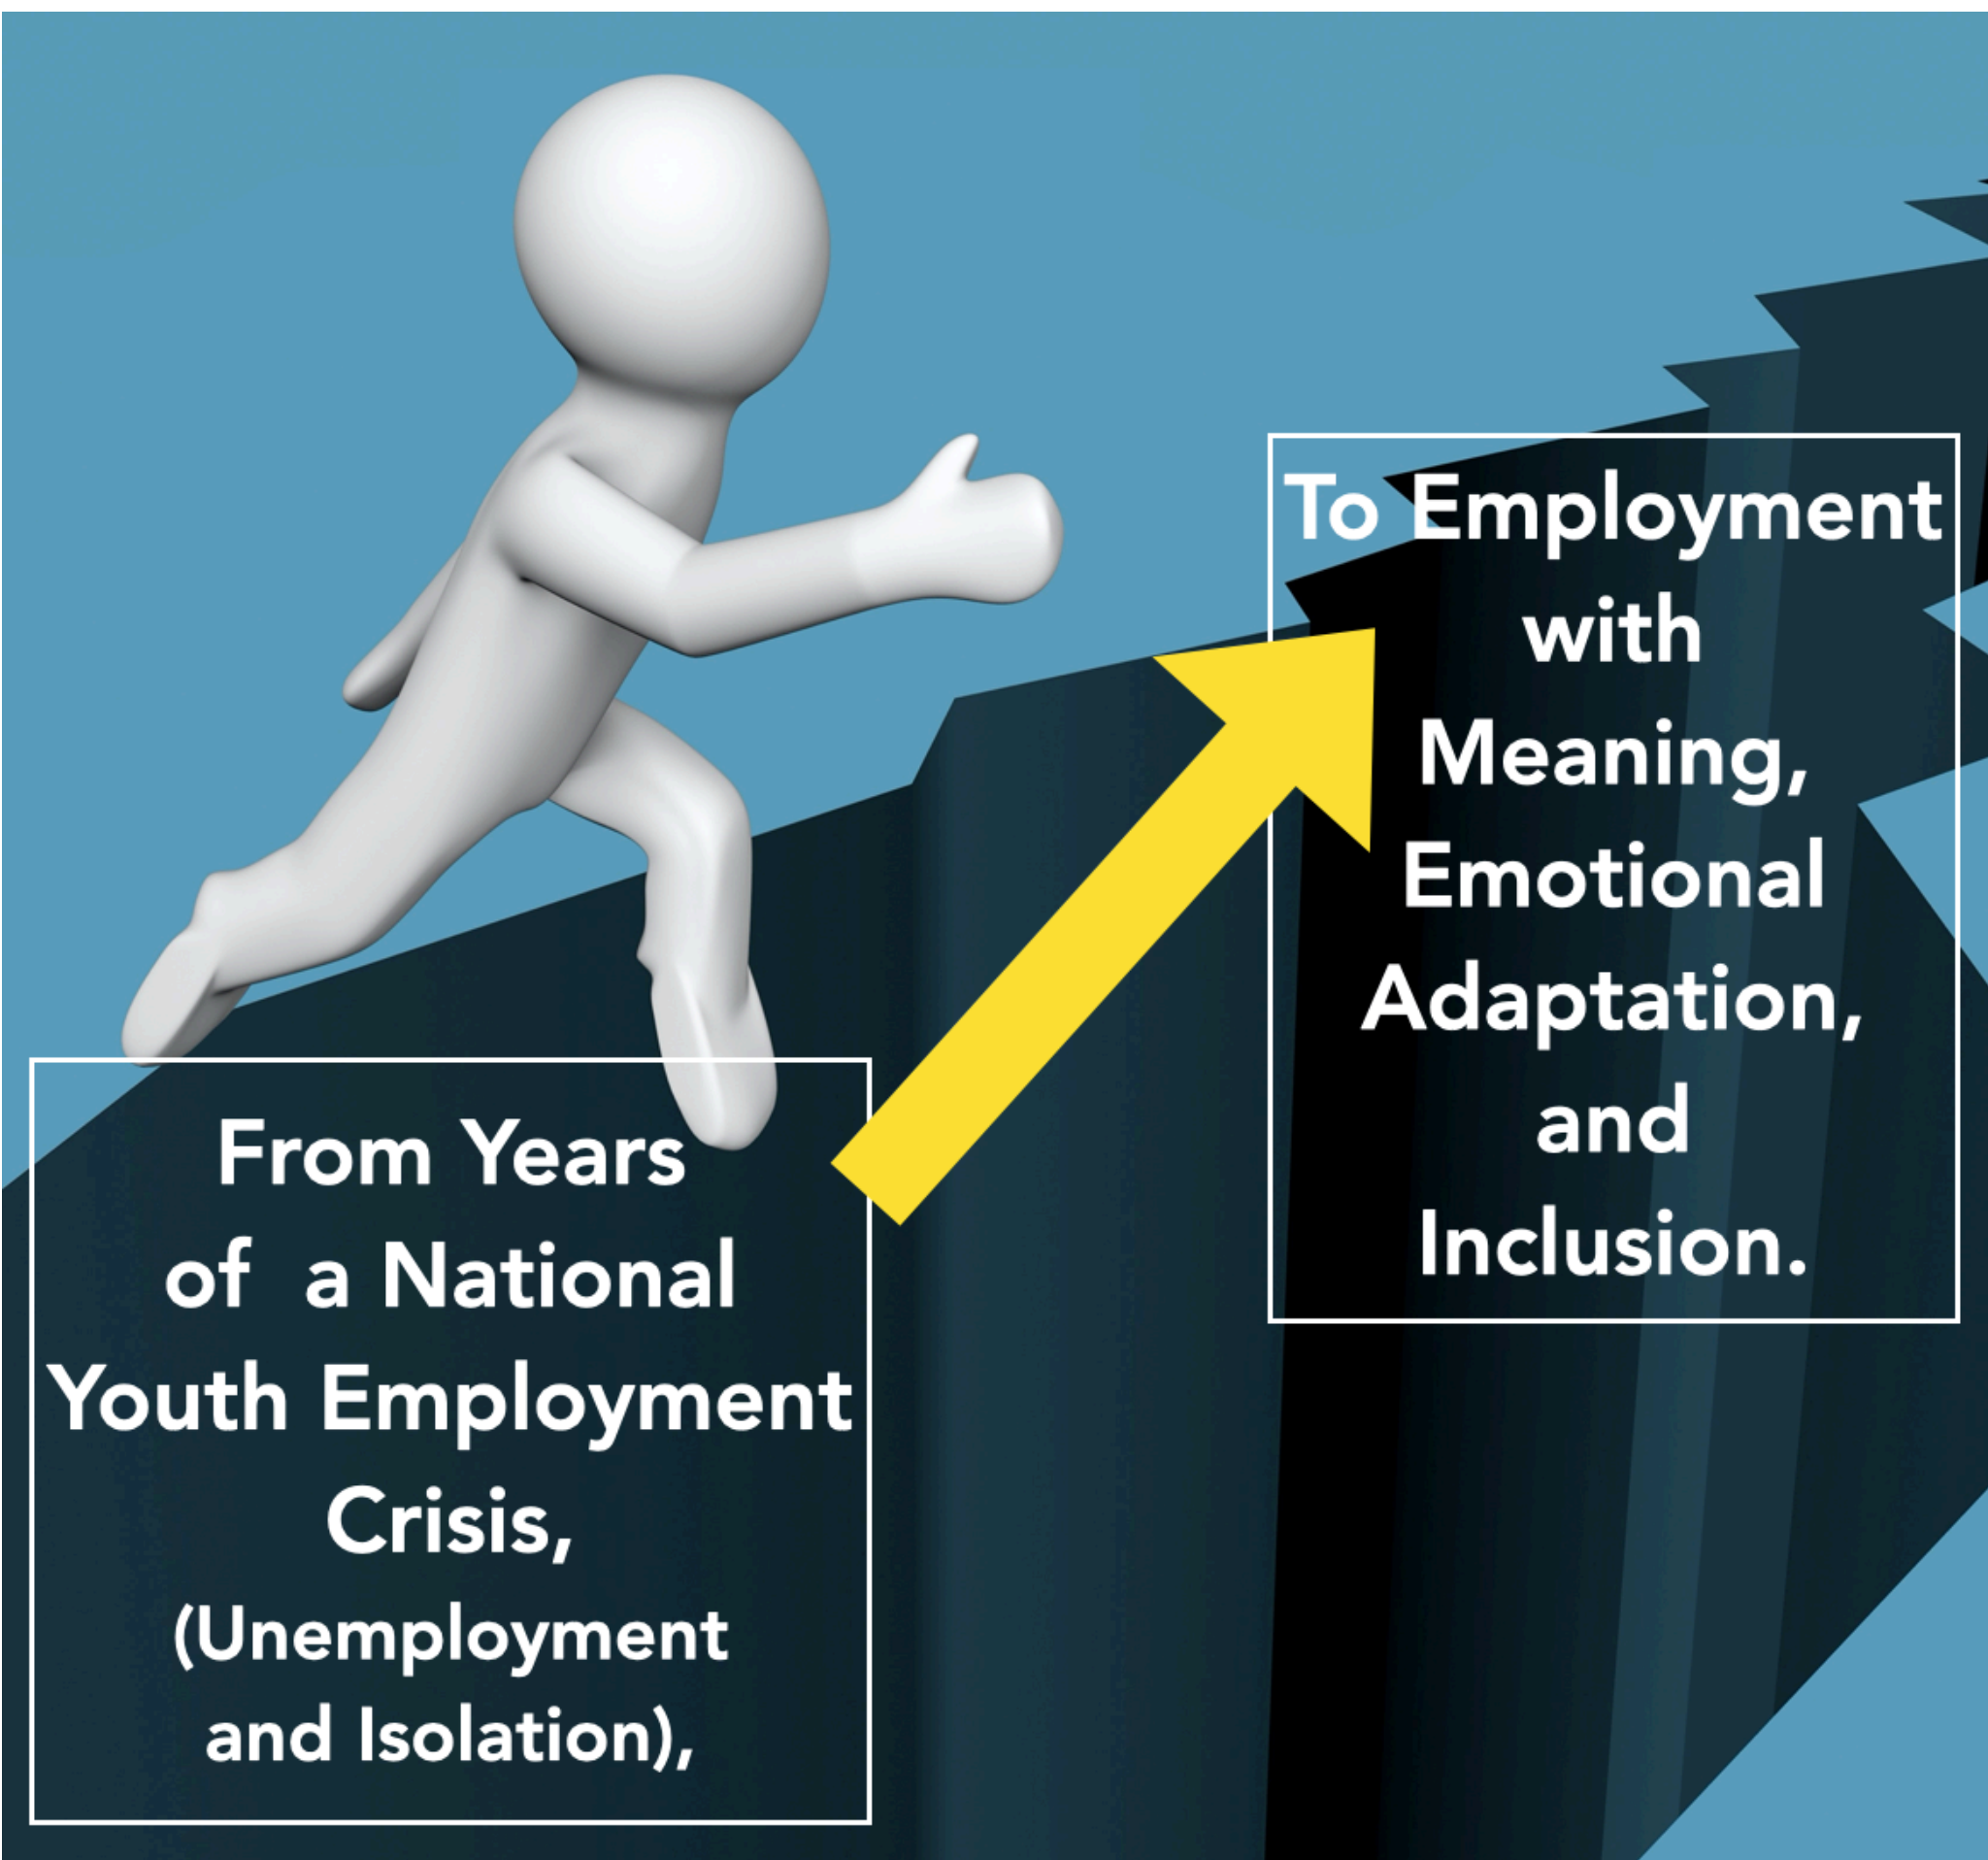 From Years
of  a National
Youth Employment
Crisis,
(Unemployment
and Isolation),
To Employment
with
Meaning,
Emotional
Adaptation,
and
Inclusion.